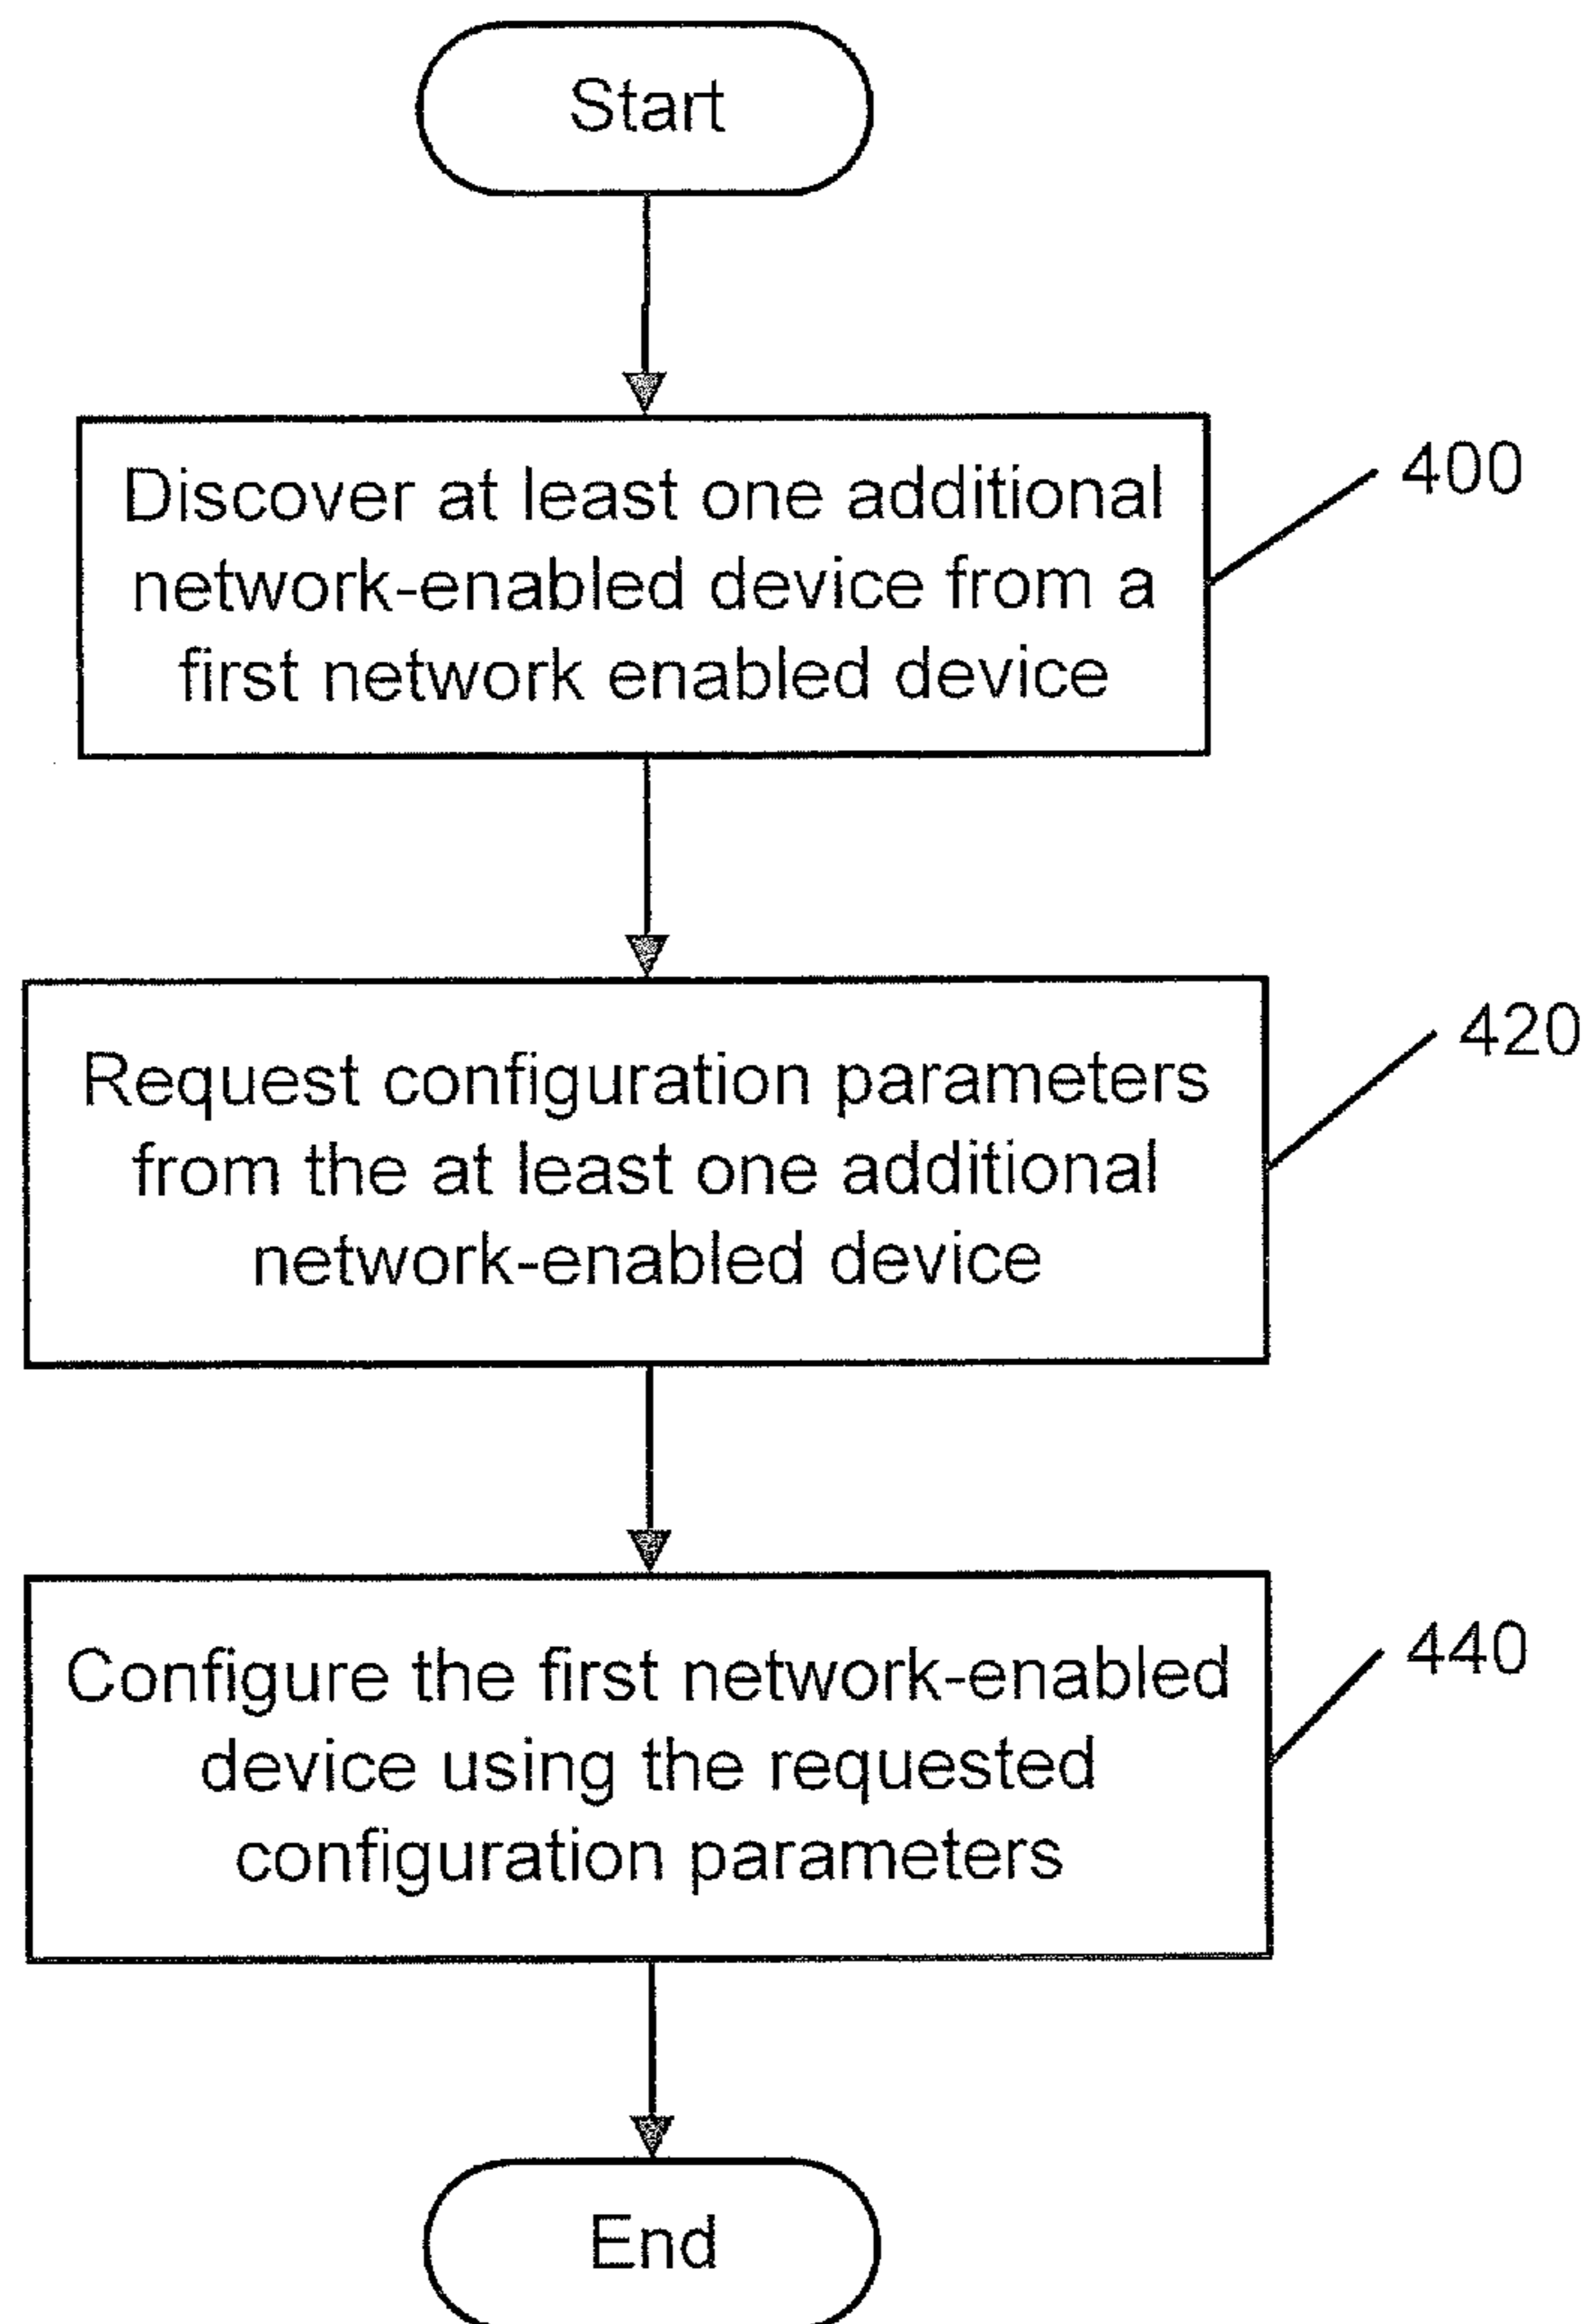 Start
Discover at least one additional
network-enabled device from a
first network enabled device
400
Request configuration parameters
from the at least one additional
network-enabled device
420
Configure the first network-enabled
device using the requested
configuration parameters
440
End